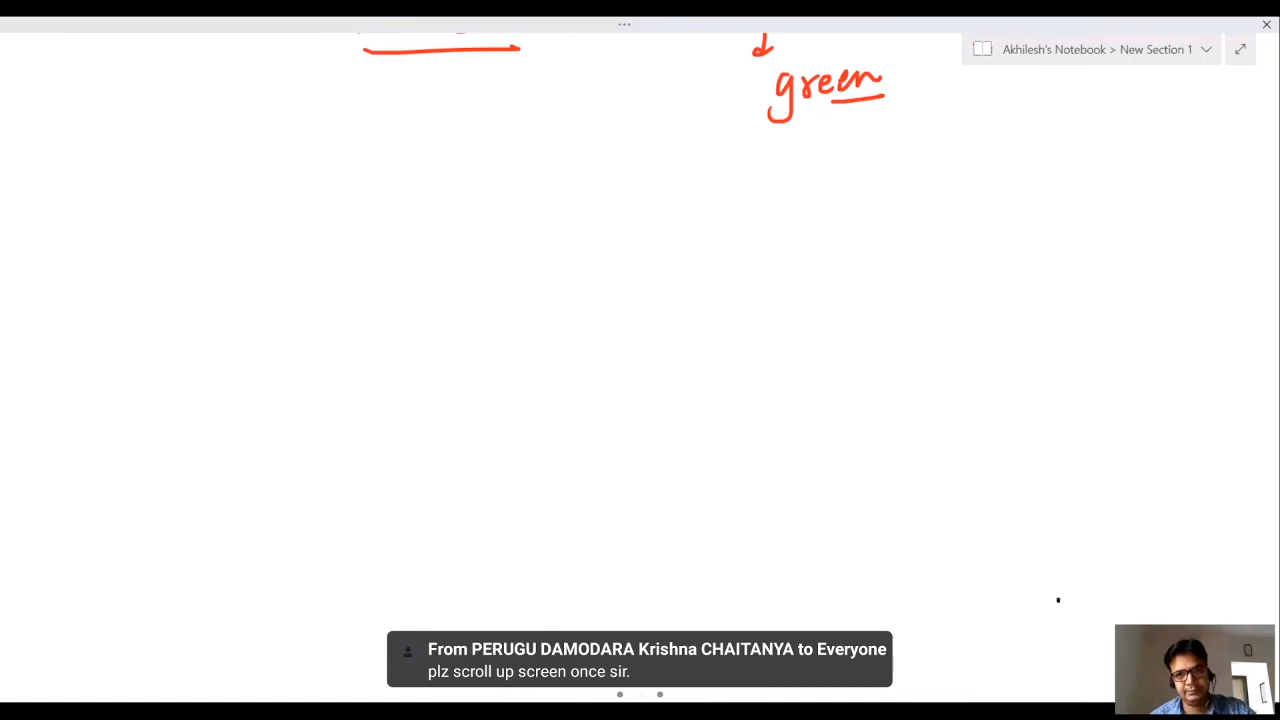 Akhilesh's Notebook > New Section 1
green
From PERUGU DAMODARA Krishna CHAITANYA to Everyone
plz scroll up screen once sir.